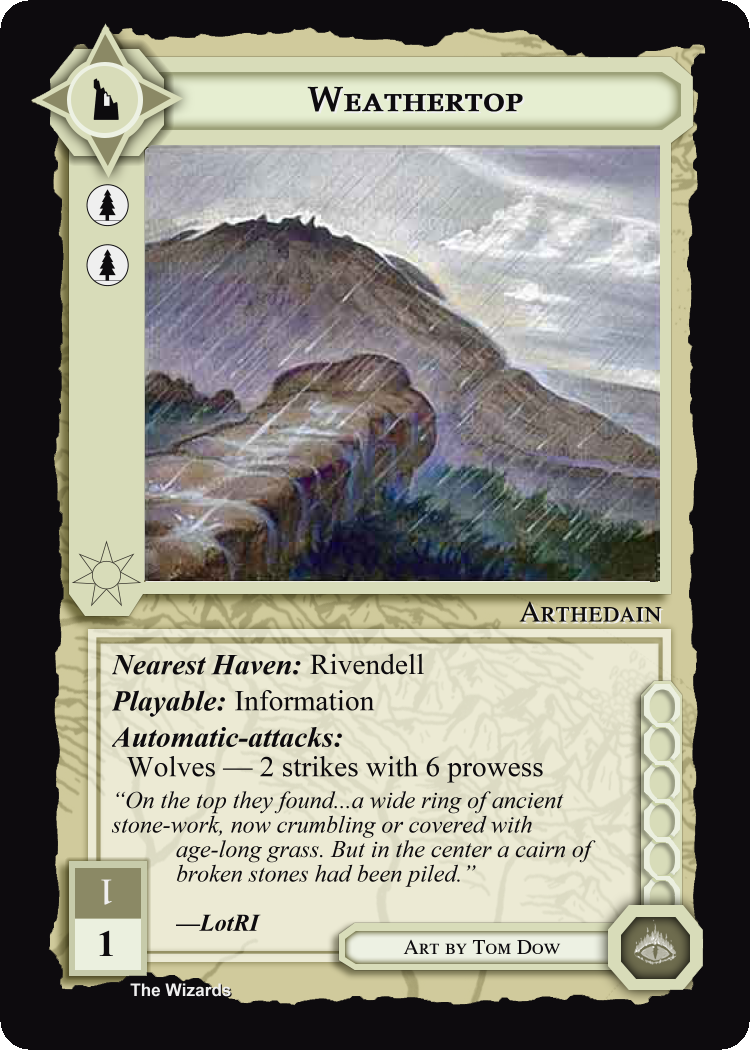 Weathertop
Arthedain
Nearest Haven: Rivendell
Playable: Information
Automatic-attacks:
Wolves — 2 strikes with 6 prowess
“On the top they found...a wide ring of ancient
stone-work, now crumbling or covered with
age-long grass. But in the center a cairn of
broken stones had been piled.”
—LotRI
1
1
Art by Tom Dow
The Wizards